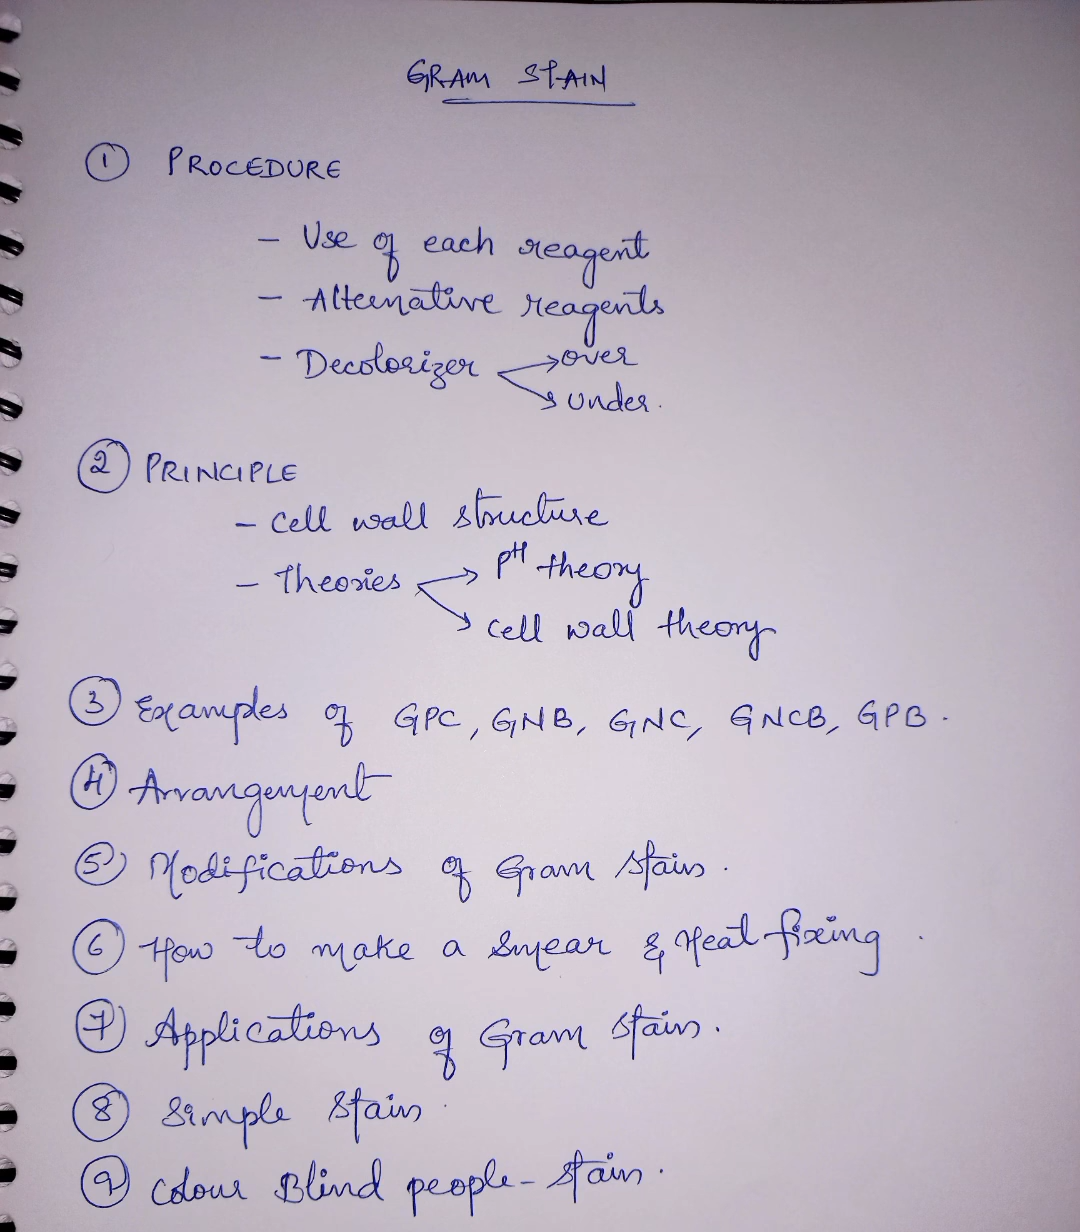 GRAM STAIN
① PROCEDURE
- Use of each reagent
- Alternative reagents
- Decolorizer → over
→ under.
② PRINCIPLE
- Cell wall structure
- Theories → pH theory
→ Cell wall theory
③ Examples of GPC, GNB, GNC, GNCB, GPB.
④ Arrangement
⑤ Modifications of Gram Stain.
⑥ How to make a Smear & Heat fixing.
⑦ Applications of Gram Stain.
⑧ Simple Stain
⑨ Colour Blind people - Stain.